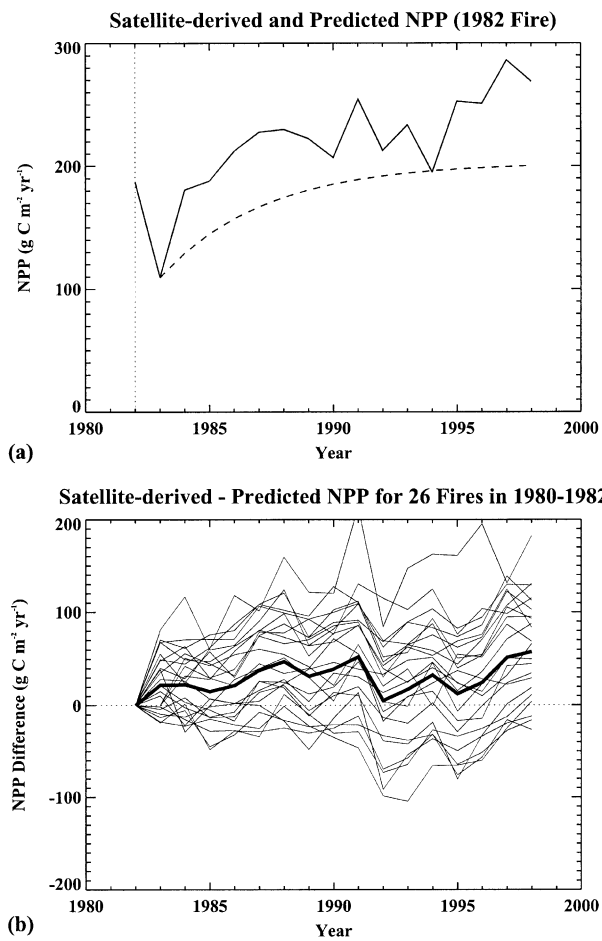 Satellite-derived and Predicted NPP (1982 Fire)
300
200
100
0
NPP (g C m⁻² yr⁻¹)
1980 1985 1990 1995 2000
Year
(a)
Satellite-derived - Predicted NPP for 26 Fires in 1980-1982
200
100
0
-100
-200
NPP Difference (g C m⁻² yr⁻¹)
1980 1985 1990 1995 2000
Year
(b)